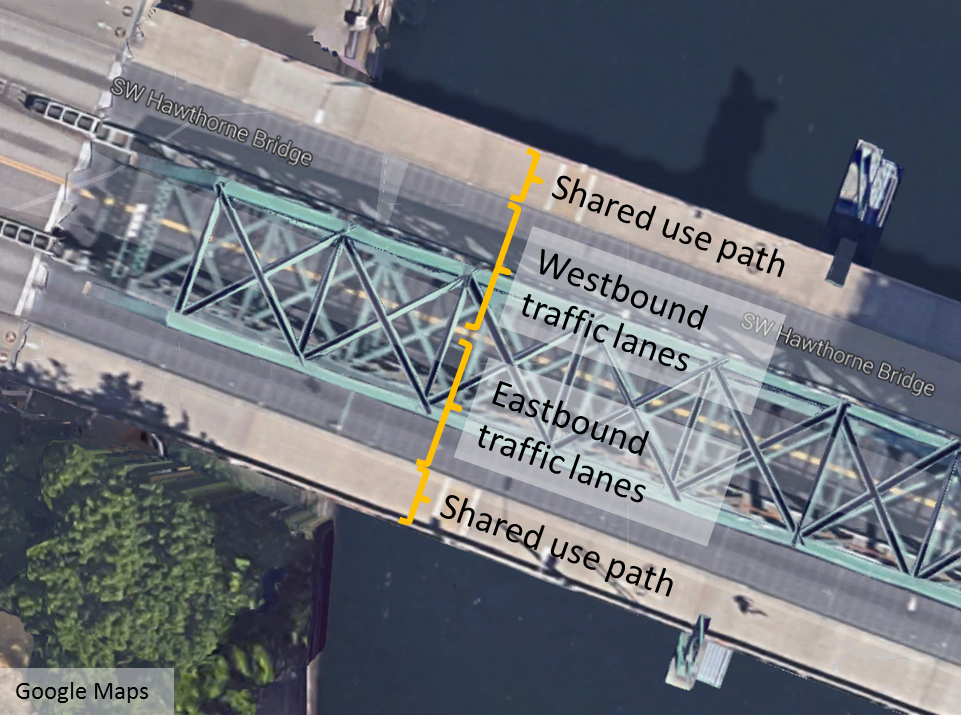 SW Hawthorne Bridge
Shared use path
Westbound
traffic lanes
SW Hawthorne Bridge
Eastbound
traffic lanes
Shared use path
Google Maps